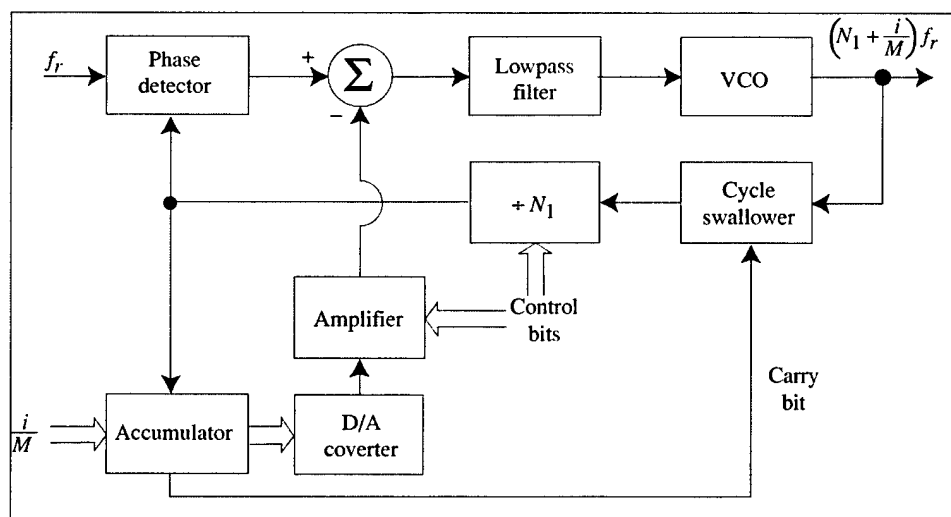 f_r
Phase
detector
+
Σ
−
Lowpass
filter
VCO
(N_1 + i/M) f_r
÷ N_1
Cycle
swallower
Amplifier
Control
bits
Carry
bit
i/M
Accumulator
D/A
coverter